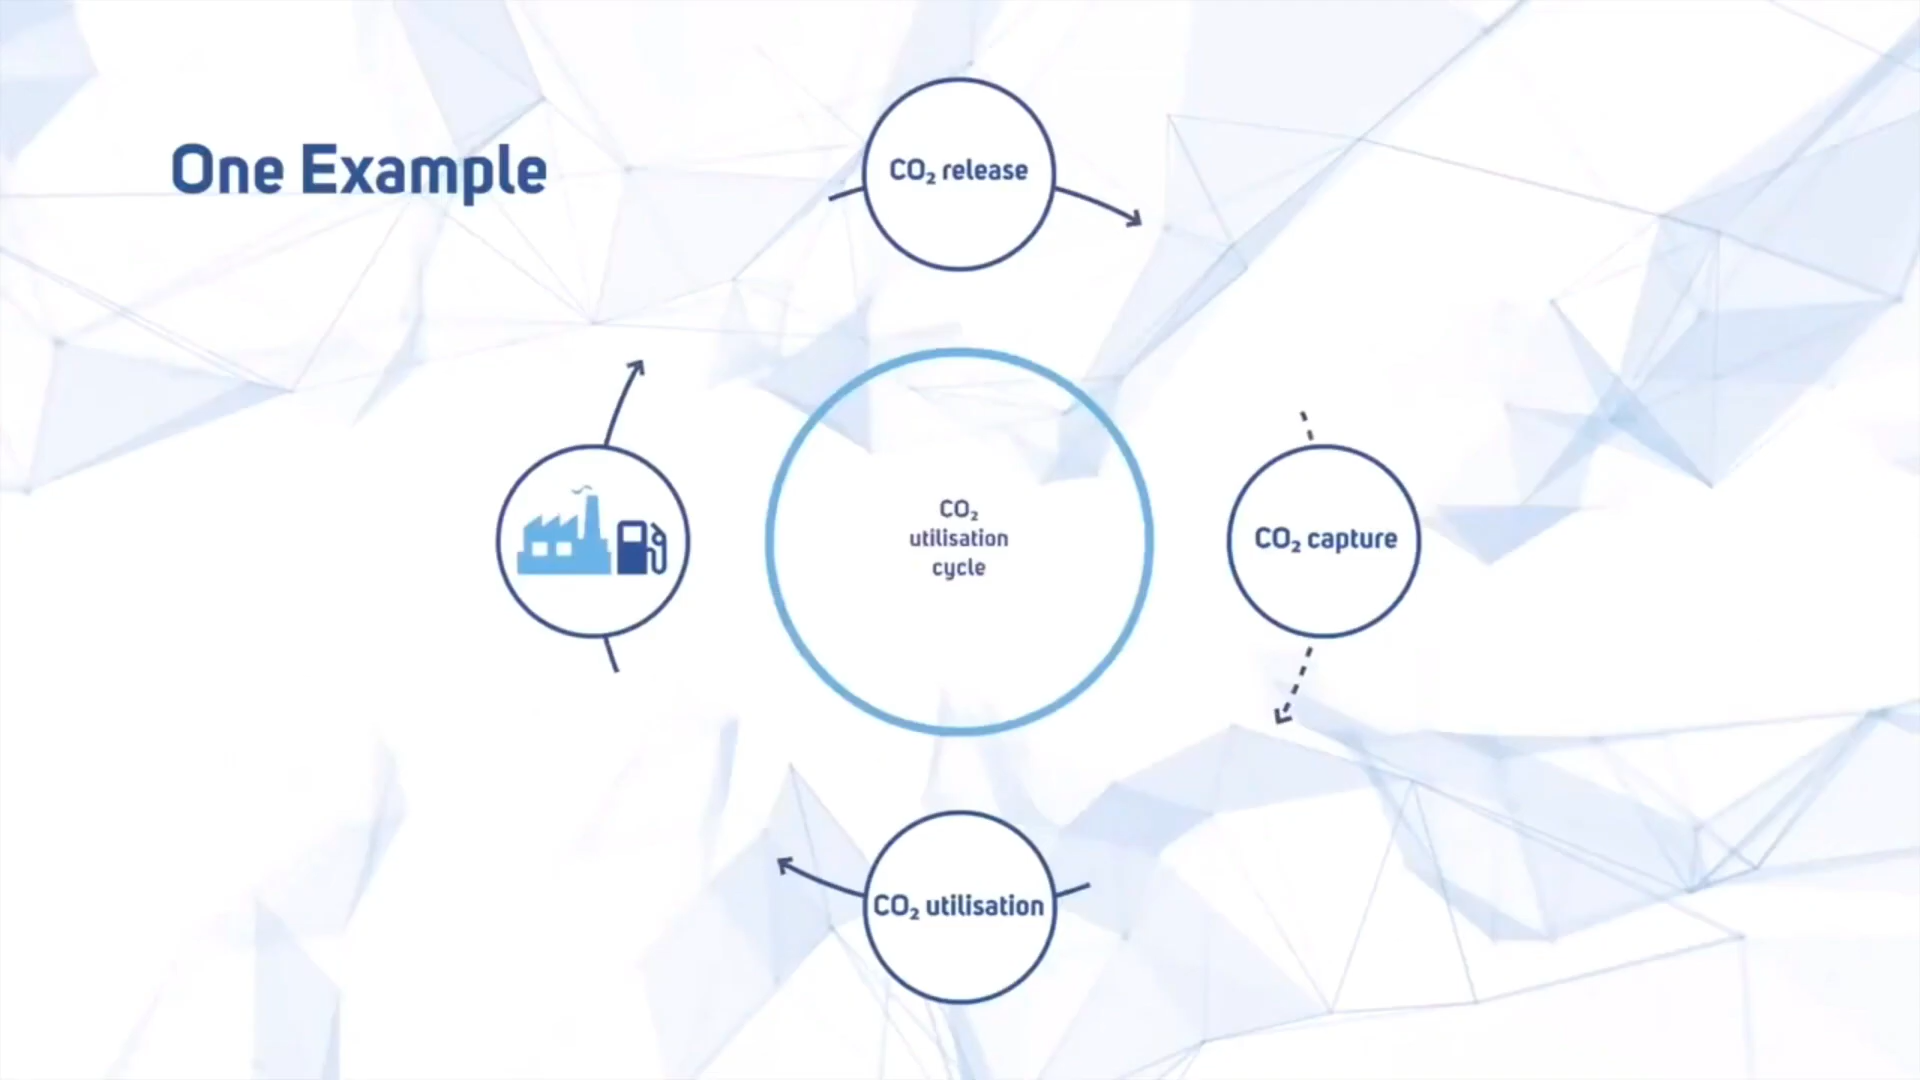 One Example
CO₂ release
CO₂
utilisation
cycle
CO₂ capture
CO₂ utilisation